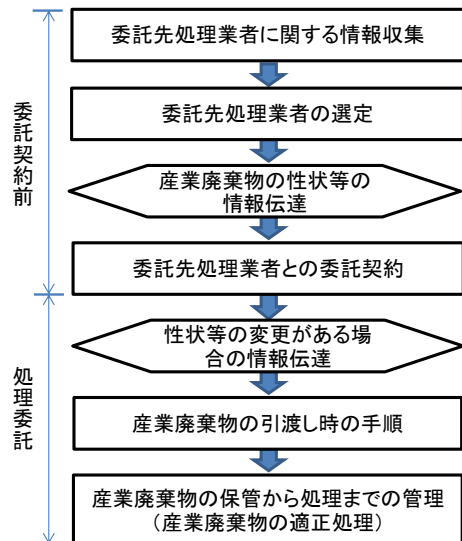 委託先処理業者に関する情報収集
委託先処理業者の選定
産業廃棄物の性状等の
情報伝達
委託先処理業者との委託契約
委託契約前
性状等の変更がある場
合の情報伝達
産業廃棄物の引渡し時の手順
産業廃棄物の保管から処理までの管理
（産業廃棄物の適正処理）
処理委託